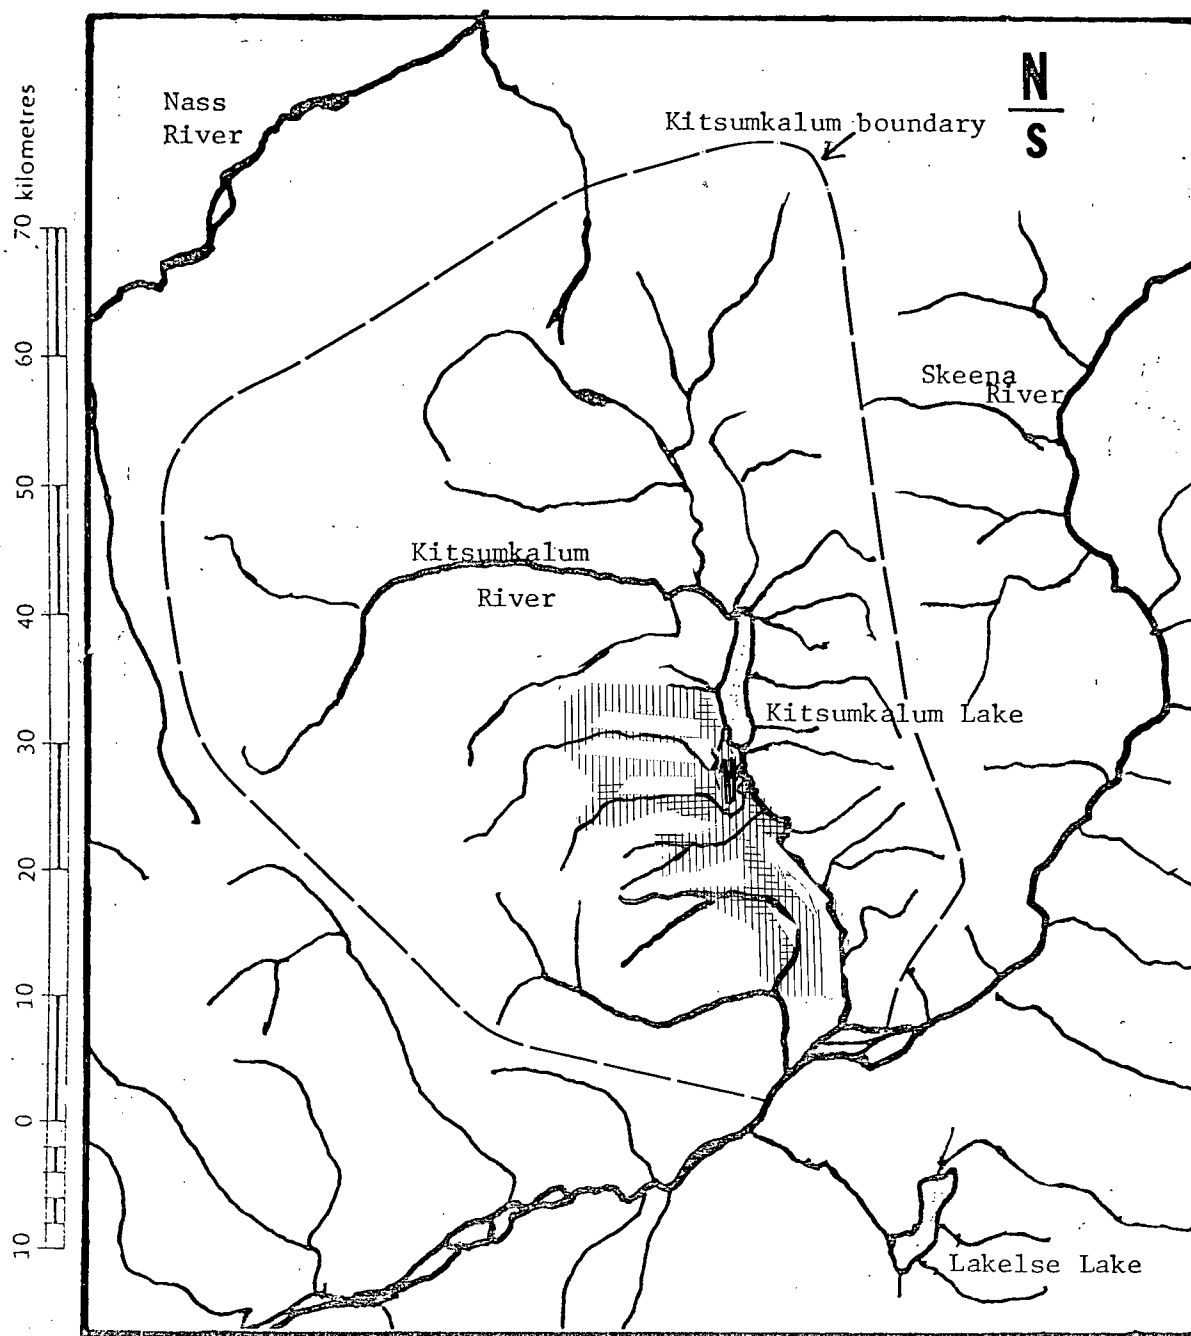 N
S
Nass
River
Kitsumkalum boundary
Skeena
River
Kitsumkalum
River
Kitsumkalum Lake
Lakelse Lake
70 kilometres
60
50
40
30
20
10
0
10